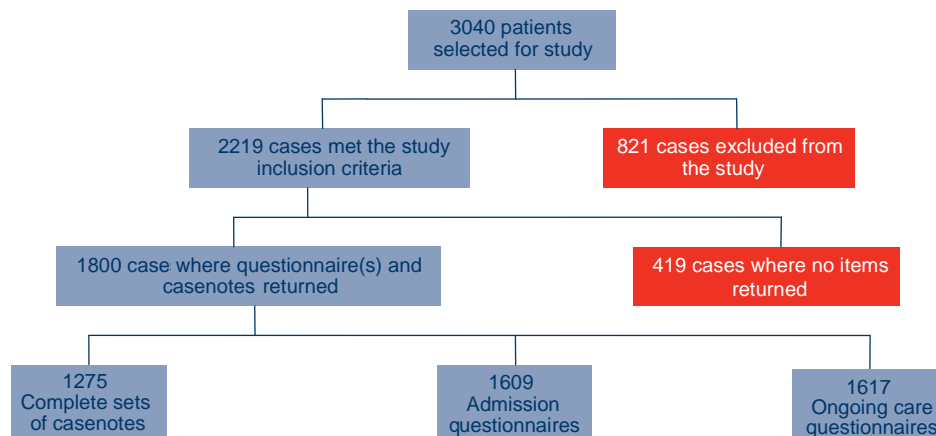 3040 patients
selected for study
2219 cases met the study
inclusion criteria
821 cases excluded from
the study
1800 cases where questionnaire(s) and
casenotes returned
419 cases where no items
returned
1275
Complete sets
of casenotes
1609
Admission
questionnaires
1617
Ongoing care
questionnaires